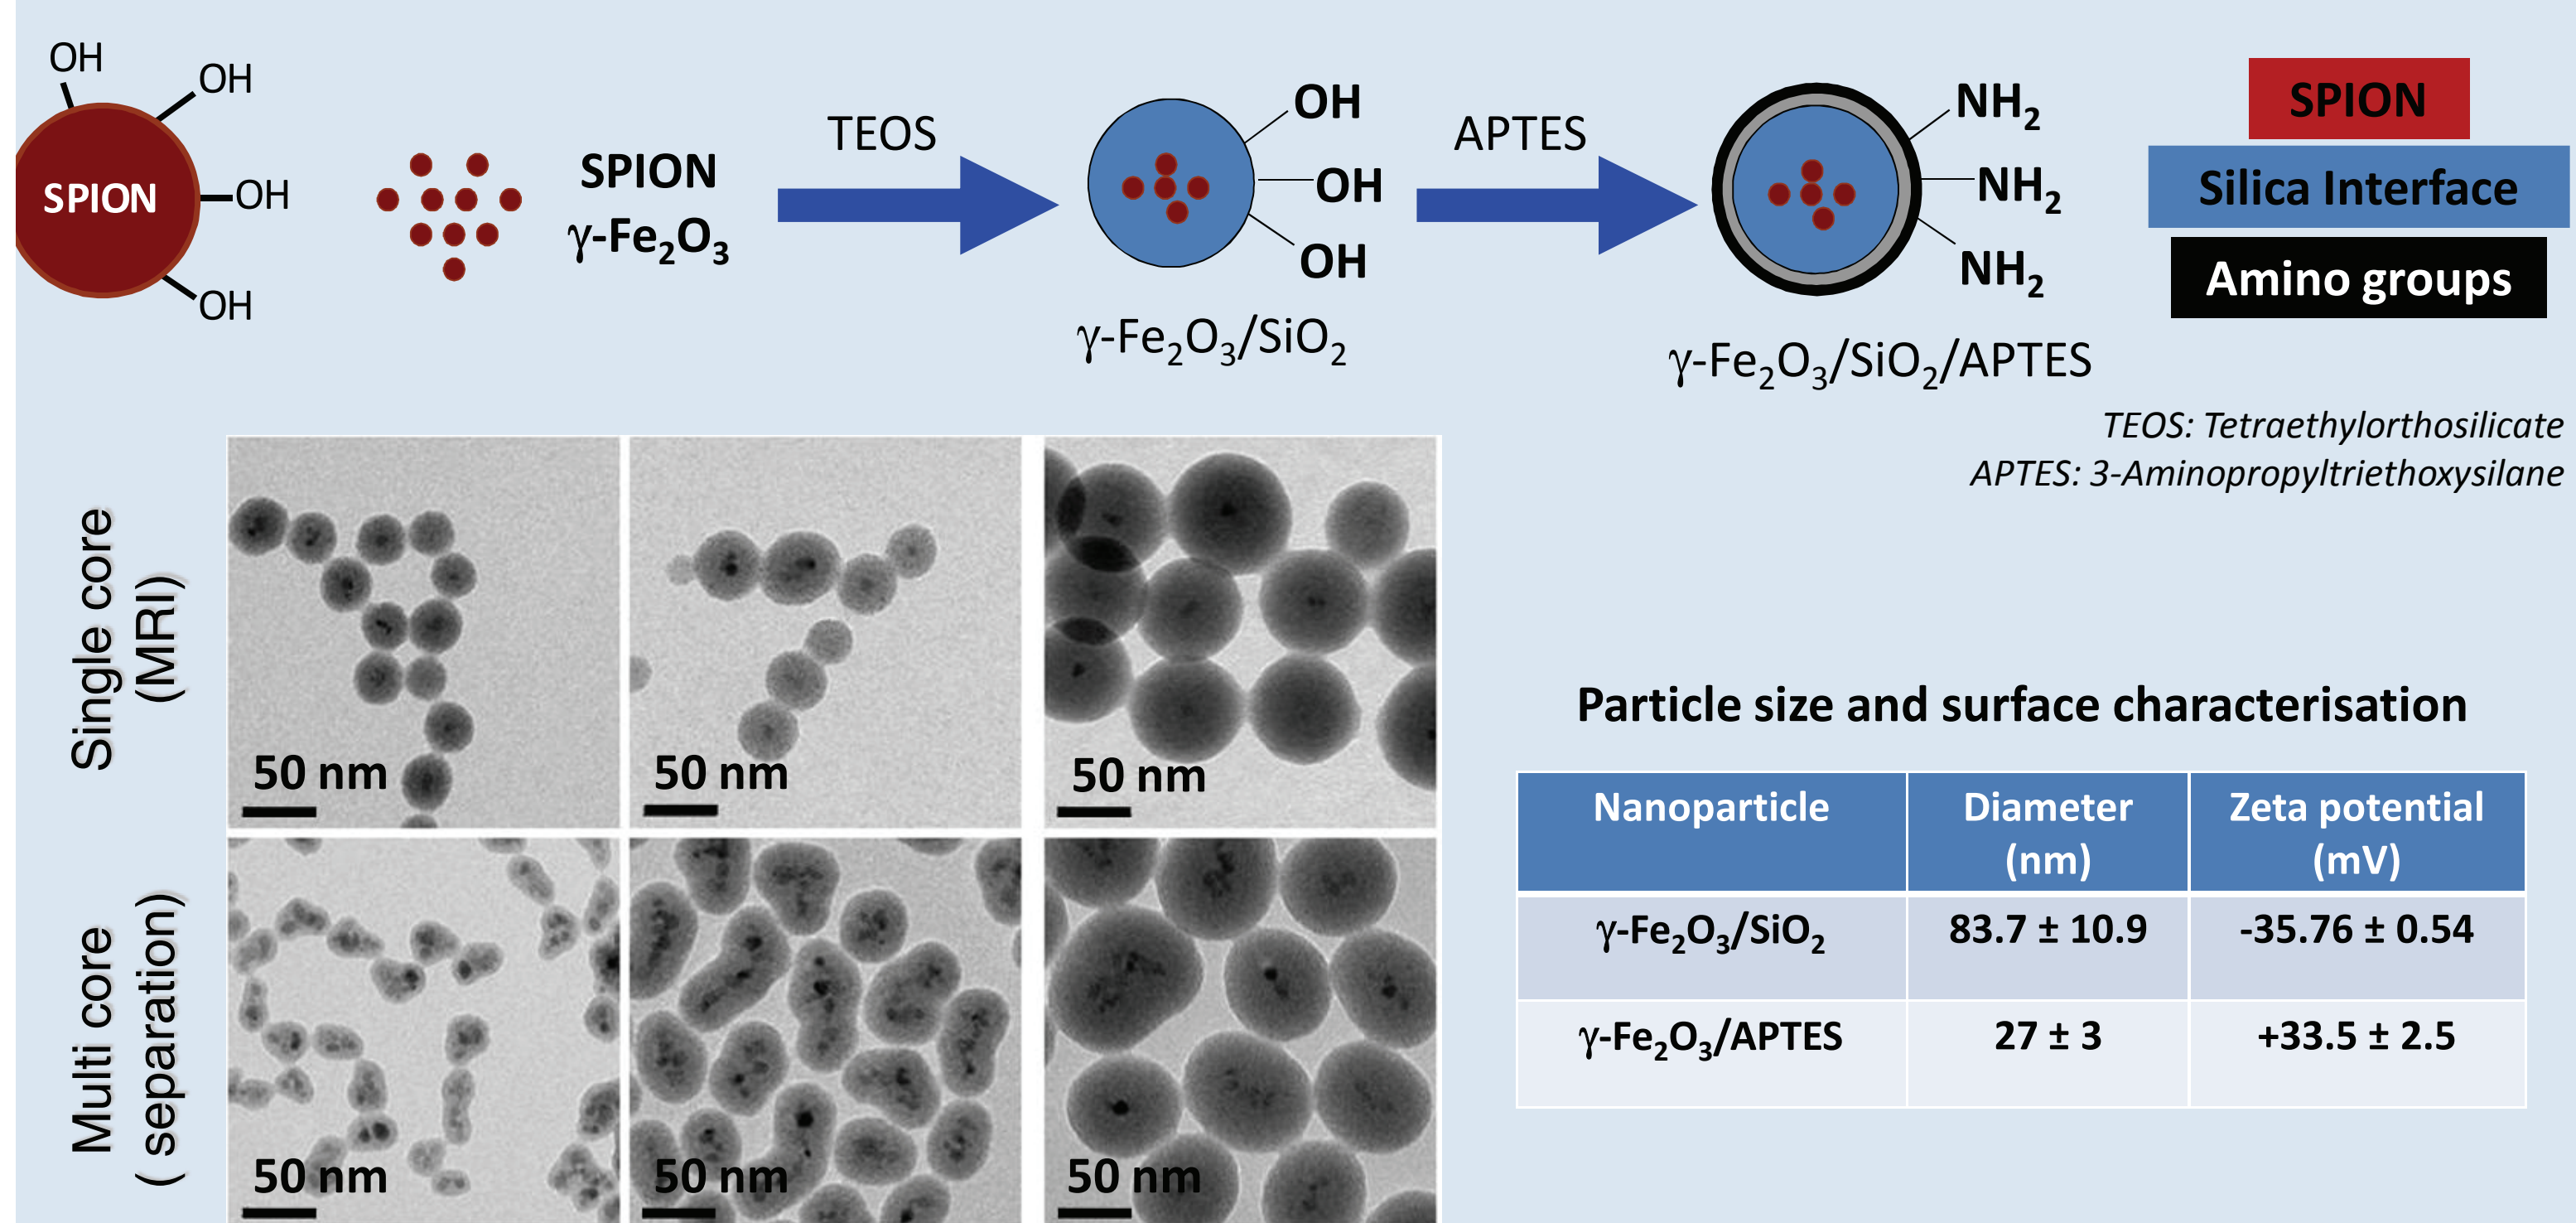 OH
OH
OH
OH
SPION
SPION
γ-Fe₂O₃
TEOS
OH
OH
OH
γ-Fe₂O₃/SiO₂
APTES
NH₂
NH₂
NH₂
γ-Fe₂O₃/SiO₂/APTES
SPION
Silica Interface
Amino groups
TEOS: Tetraethylorthosilicate
APTES: 3-Aminopropyltriethoxysilane
Single core
(MRI)
50 nm
50 nm
50 nm
Multi core
( separation)
50 nm
50 nm
50 nm
Particle size and surface characterisation
Nanoparticle
Diameter
(nm)
Zeta potential
(mV)
γ-Fe₂O₃/SiO₂
83.7 ± 10.9
-35.76 ± 0.54
γ-Fe₂O₃/APTES
27 ± 3
+33.5 ± 2.5